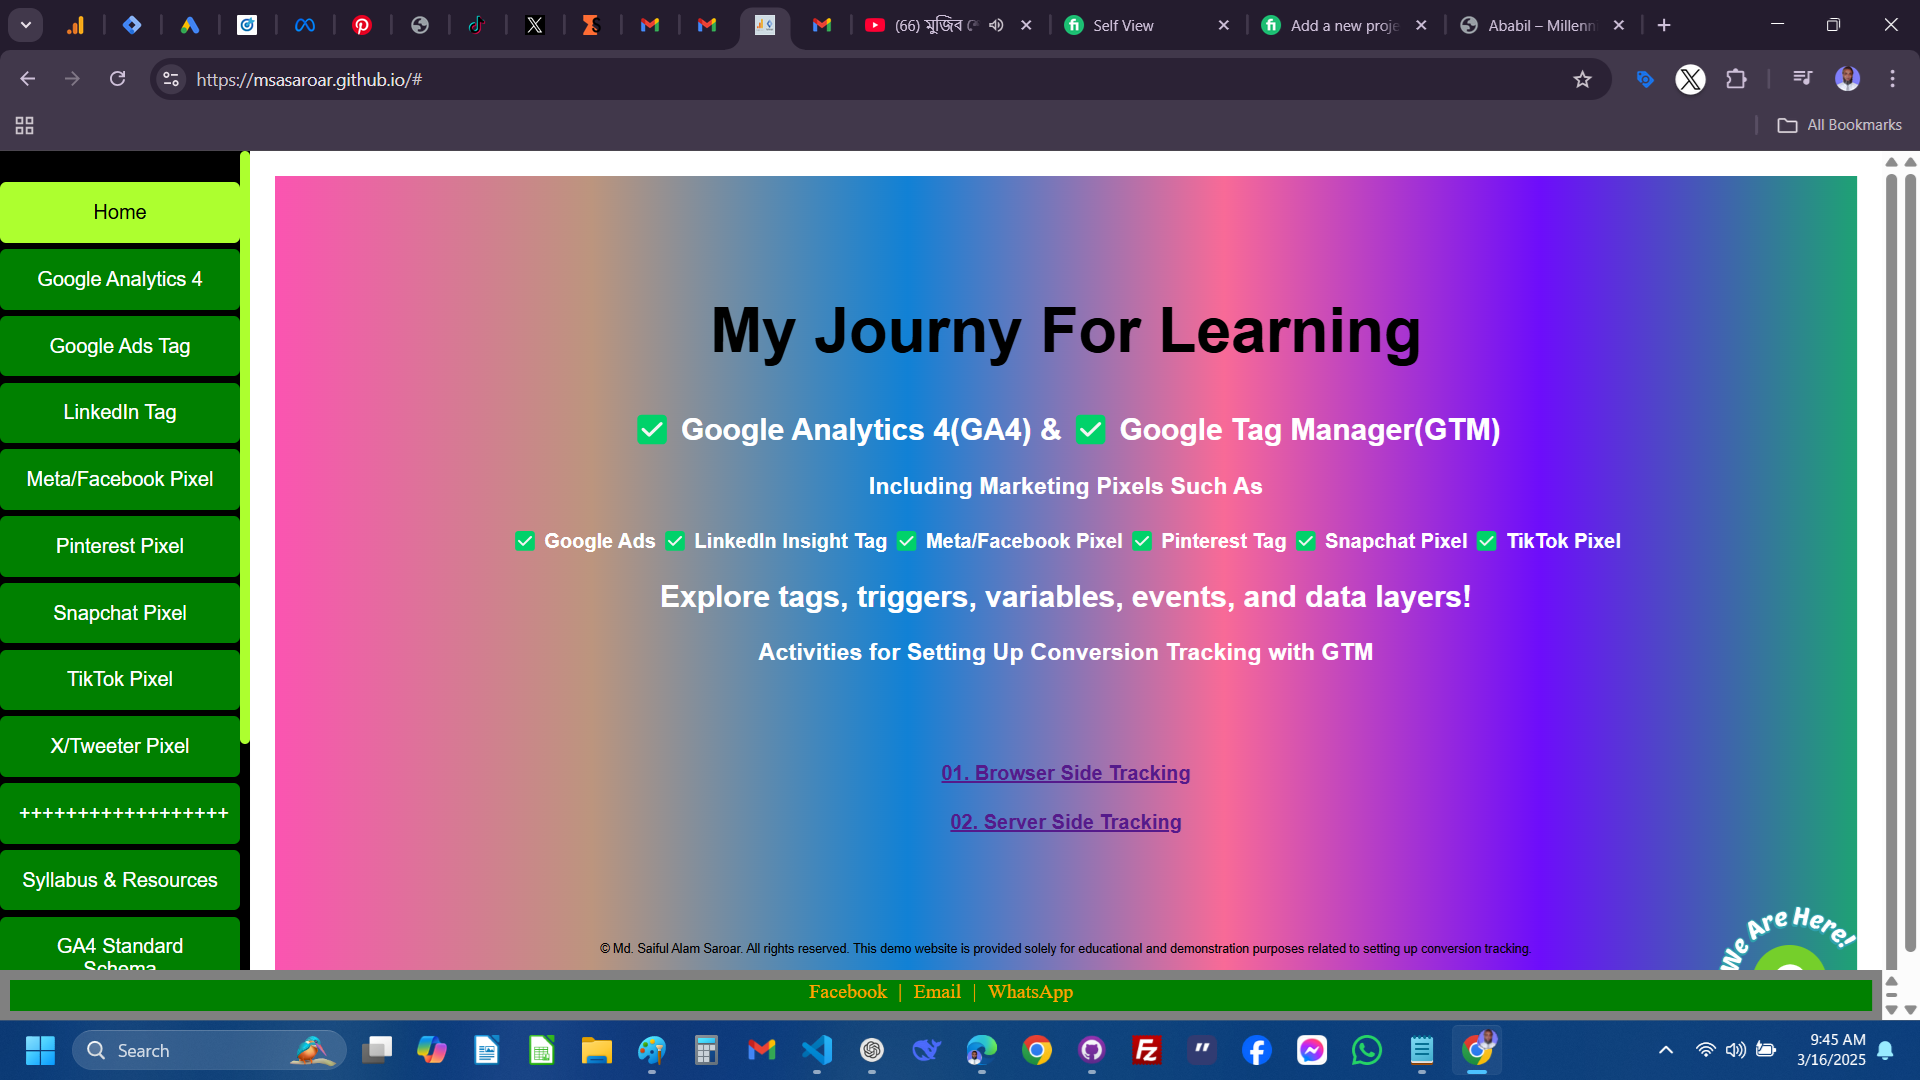 (66) মুজিব
Self View
Add a new proje
Ababil – Millenn
https://msasaroar.github.io/#
All Bookmarks
Home
Google Analytics 4
Google Ads Tag
LinkedIn Tag
Meta/Facebook Pixel
Pinterest Pixel
Snapchat Pixel
TikTok Pixel
X/Tweeter Pixel
++++++++++++++++++
Syllabus & Resources
GA4 Standard
Schema
My Journy For Learning
✅ Google Analytics 4(GA4) & ✅ Google Tag Manager(GTM)
Including Marketing Pixels Such As
✅ Google Ads ✅ LinkedIn Insight Tag ✅ Meta/Facebook Pixel ✅ Pinterest Tag ✅ Snapchat Pixel ✅ TikTok Pixel
Explore tags, triggers, variables, events, and data layers!
Activities for Setting Up Conversion Tracking with GTM
01. Browser Side Tracking
02. Server Side Tracking
We Are Here!
© Md. Saiful Alam Saroar. All rights reserved. This demo website is provided solely for educational and demonstration purposes related to setting up conversion tracking.
Facebook | Email | WhatsApp
Search
9:45 AM
3/16/2025